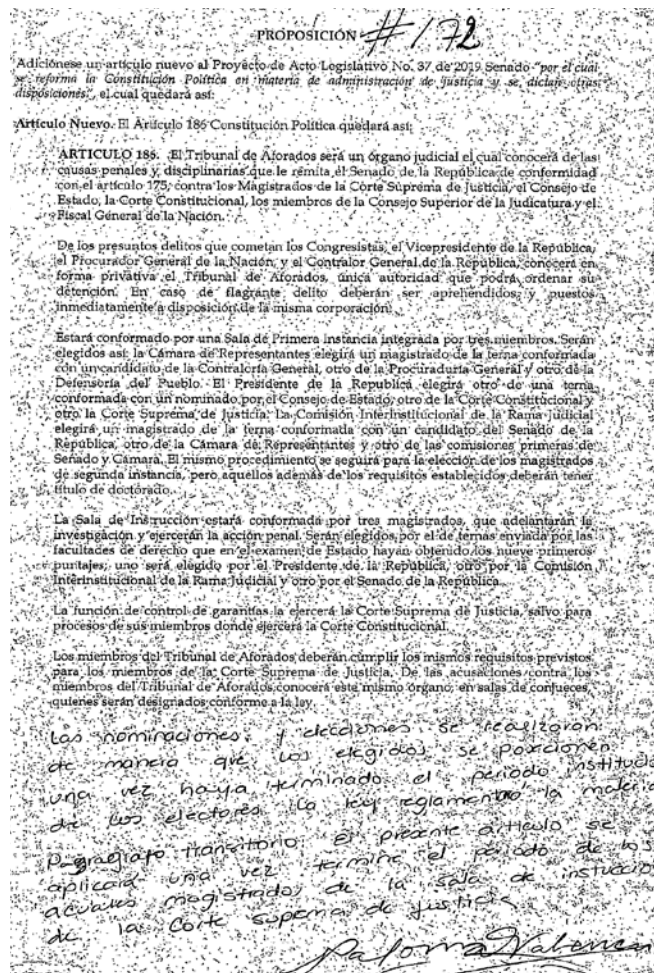 PROPOSICIÓN # 172
Adiciónese un artículo nuevo al Proyecto de Acto Legislativo No. 37 de 2019 Senado "por el cual
se reforma la Constitución Política en materia de administración de justicia y se dictan otras
disposiciones", el cual quedará así:
Artículo Nuevo. El Artículo 186 Constitución Política quedará así:
ARTICULO 186. El Tribunal de Aforados será un órgano judicial el cual conocerá de las
causas penales y disciplinarias que le remita el Senado de la República de conformidad
con el artículo 175, contra los Magistrados de la Corte Suprema de Justicia, el Consejo de
Estado, la Corte Constitucional, los miembros de la Consejo Superior de la Judicatura y el
Fiscal General de la Nación.
De los presuntos delitos que cometan los Congresistas, el Vicepresidente de la República,
el Procurador General de la Nación, y el Contralor General de la República, conocerá en
forma privativa el Tribunal de Aforados, única autoridad que podrá ordenar su
detención. En caso de flagrante delito deberán ser aprehendidos y puestos
inmediatamente a disposición de la misma corporación.
Estará conformado por una Sala de Primera Instancia integrada por tres miembros. Serán
elegidos así: la Cámara de Representantes elegirá un magistrado de la terna conformada
con un candidato de la Contraloría General, otro de la Procuraduría General y otro de la
Defensoría del Pueblo. El Presidente de la Republica elegirá otro de una terna
conformada con un nominado por el Consejo de Estado, otro de la Corte Constitucional y
otro la Corte Suprema de Justicia. La Comisión Interinstitucional de la Rama Judicial
elegirá un magistrado de la terna conformada con un candidato del Senado de la
República, otro de la Cámara de Representantes y otro de las comisiones primeras de
Senado y Cámara. El mismo procedimiento se seguirá para la elección de los magistrados
de segunda instancia, pero aquellos además de los requisitos establecidos deberán tener
título de doctorado.
La Sala de Instrucción estará conformada por tres magistrados, que adelantarán la
investigación y ejercerán la acción penal. Serán elegidos por el de ternas enviada por las
facultades de derecho que en el examen de Estado hayan obtenido los nueve primeros
puntajes; uno será elegido por el Presidente de la República, otro por la Comisión
Interinstitucional de la Rama Judicial y otro por el Senado de la República.
La función de control de garantías la ejercerá la Corte Suprema de Justicia, salvo para
procesos de sus miembros donde ejercerá la Corte Constitucional.
Los miembros del Tribunal de Aforados deberán cumplir los mismos requisitos previstos
para los miembros de la Corte Suprema de Justicia. De las acusaciones contra los
miembros del Tribunal de Aforados conocerá este mismo órgano, en salas de conjueces,
quienes serán designados conforme a la ley.
Las nominaciones y elecciones se realizaran
de manera que los elegidos se posicionen
una vez haya terminado el periodo institucio
de los electores. La ley reglamentará la materia
Paragrafo transitorio: el presente articulo se
aplicará una vez termine el periodo de los
acuales magistrados de la sala de instruccio
de la Corte Suprema de justicia
Paloma Valencia